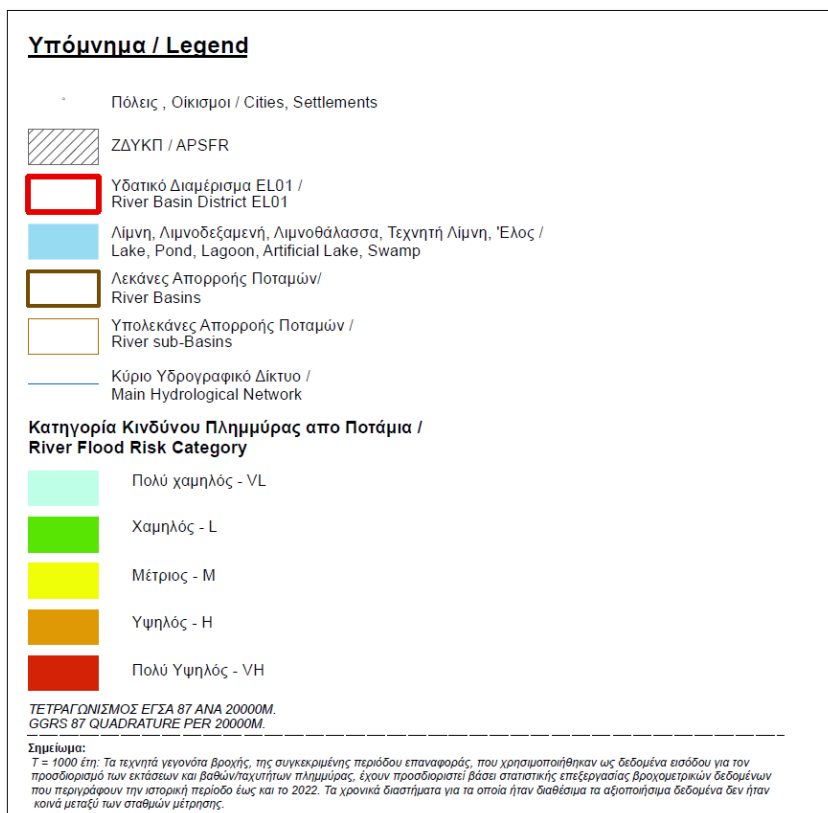 Υπόμνημα / Legend
Πόλεις , Οίκισμοι / Cities, Settlements
ΖΔΥΚΠ / APSFR
Υδατικό Διαμέρισμα EL01 /
River Basin District EL01
Λίμνη, Λιμνοδεξαμενή, Λιμνοθάλασσα, Τεχνητή Λίμνη, 'Ελος /
Lake, Pond, Lagoon, Artificial Lake, Swamp
Λεκάνες Απορροής Ποταμών/
River Basins
Υπολεκάνες Απορροής Ποταμών /
River sub-Basins
Κύριο Υδρογραφικό Δίκτυο /
Main Hydrological Network
Κατηγορία Κινδύνου Πλημμύρας απο Ποτάμια /
River Flood Risk Category
Πολύ χαμηλός - VL
Χαμηλός - L
Μέτριος - M
Υψηλός - H
Πολύ Υψηλός - VH
ΤΕΤΡΑΓΩΝΙΣΜΟΣ ΕΓΣΑ 87 ΑΝΑ 20000Μ.
GGRS 87 QUADRATURE PER 20000M.
Σημείωμα:
T = 1000 έτη: Τα τεχνητά γεγονότα βροχής, της συγκεκριμένης περιόδου επαναφοράς, που χρησιμοποιήθηκαν ως δεδομένα εισόδου για τον
προσδιορισμό των εκτάσεων και βαθών/ταχυτήτων πλημμύρας, έχουν προσδιοριστεί βάσει στατιστικής επεξεργασίας βροχομετρικών δεδομένων
που περιγράφουν την ιστορική περίοδο έως και το 2022. Τα χρονικά διαστήματα για τα οποία ήταν διαθέσιμα τα αξιοποιήσιμα δεδομένα δεν ήταν
κοινά μεταξύ των σταθμών μέτρησης.